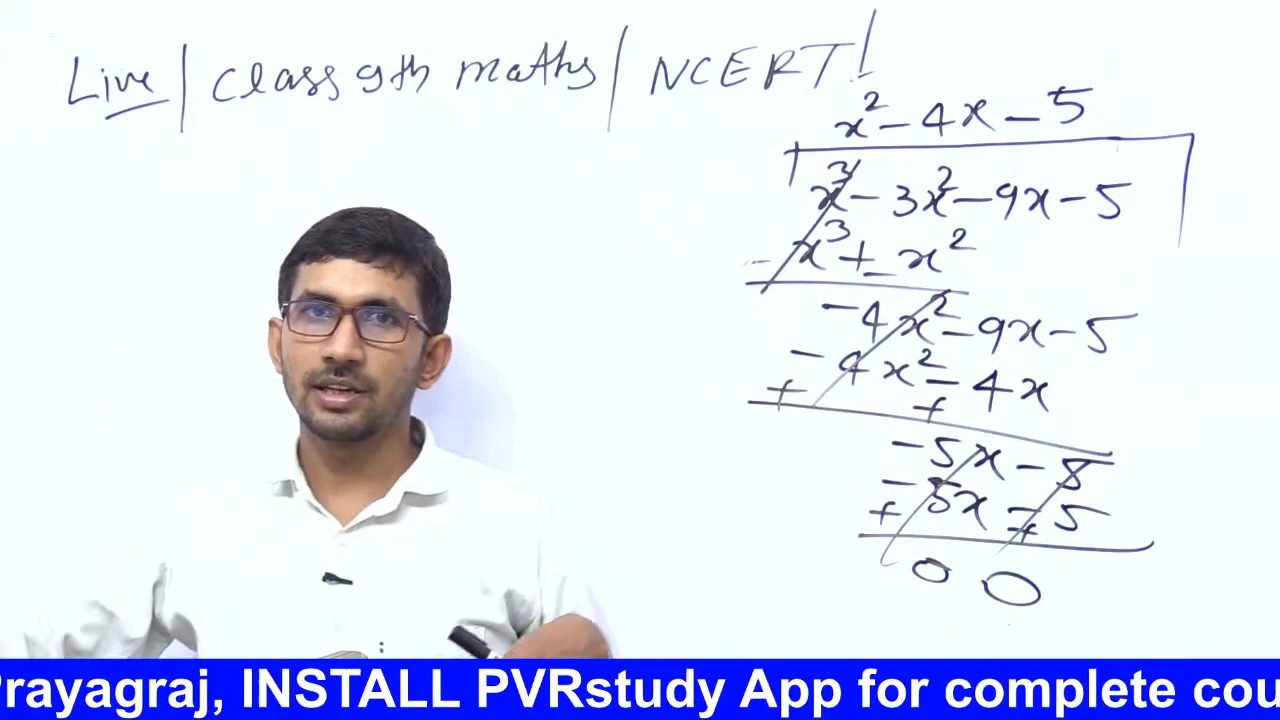 Live | Class 9th maths | NCERT |
x² - 4x - 5
x³ - 3x² - 9x - 5
- x³ + - x²
- 4x² - 9x - 5
- 4x² - 4x
+ +
- 5x - 5
- 5x - 5
+ +
0 0
Prayagraj, INSTALL PVRstudy App for complete cou